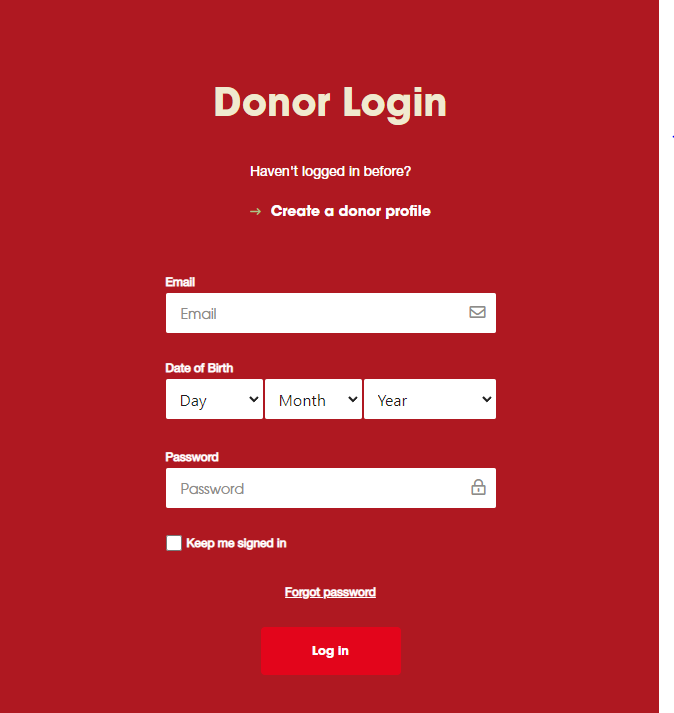 Donor Login
Haven't logged in before?
→ Create a donor profile
Email
Email
Date of Birth
Day Month Year
Password
Password
Keep me signed in
Forgot password
Log in